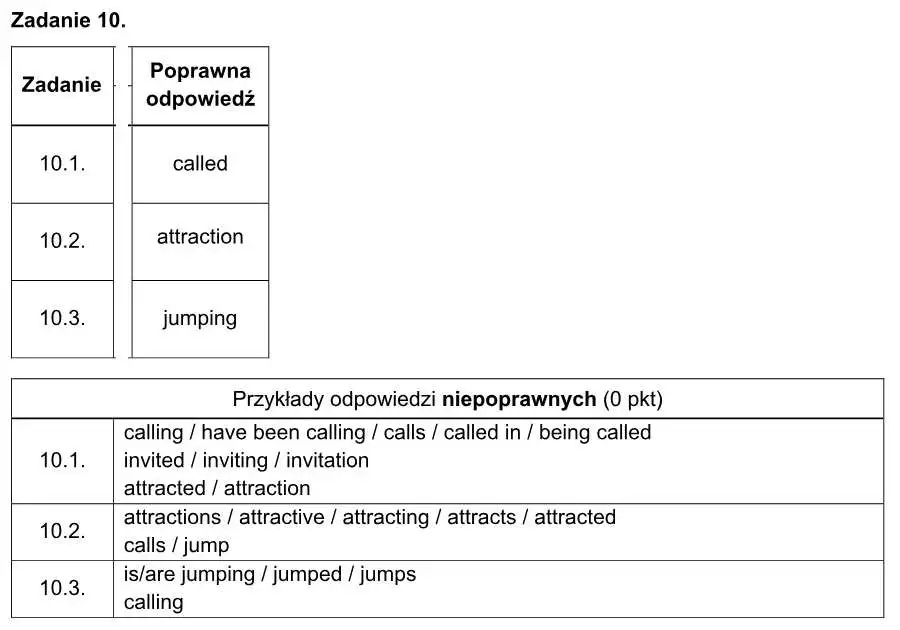 Zadanie 10.
Zadanie
Poprawna
odpowiedź
10.1.
called
10.2.
attraction
10.3.
jumping
Przykłady odpowiedzi niepoprawnych (0 pkt)
10.1.
calling / have been calling / calls / called in / being called
invited / inviting / invitation
attracted / attraction
10.2.
attractions / attractive / attracting / attracts / attracted
calls / jump
10.3.
is/are jumping / jumped / jumps
calling